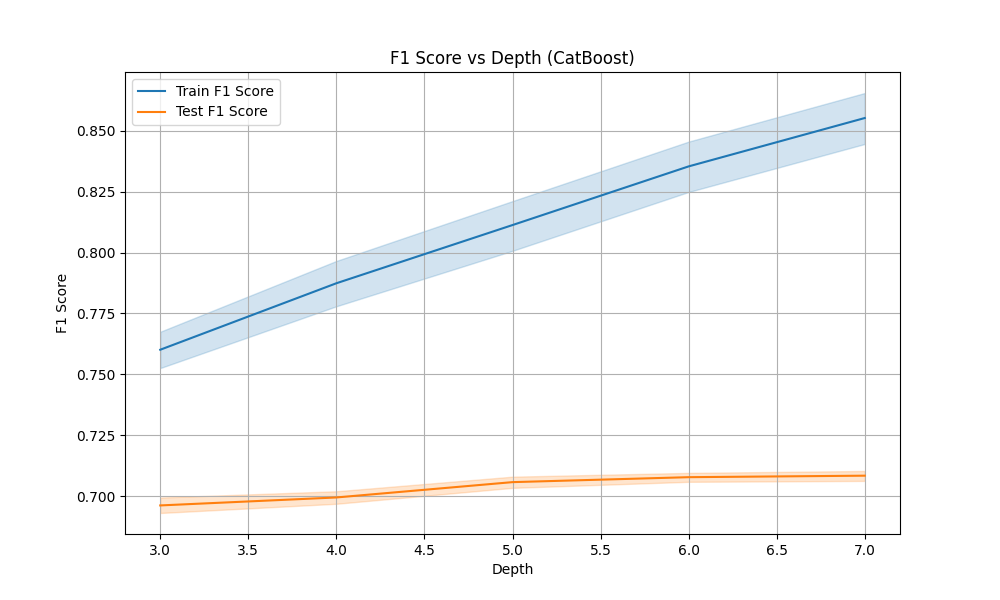 F1 Score vs Depth (CatBoost)
Train F1 Score
Test F1 Score
F1 Score
0.850
0.825
0.800
0.775
0.750
0.725
0.700
3.0 3.5 4.0 4.5 5.0 5.5 6.0 6.5 7.0
Depth